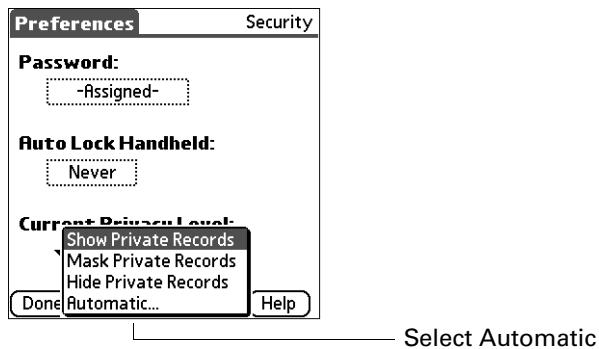 Preferences Security
Password:
-Assigned-
Auto Lock Handheld:
Never
Current Privacy Level:
Show Private Records
Mask Private Records
Hide Private Records
Done Automatic... Help
Select Automatic